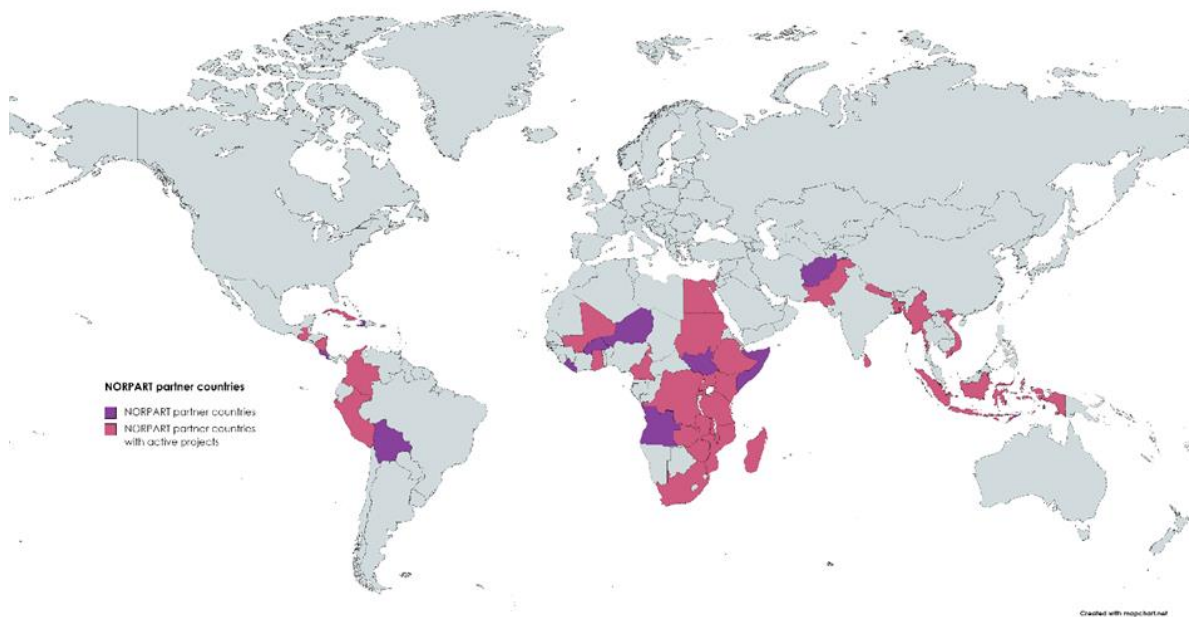 NORPART partner countries
NORPART partner countries
NORPART partner countries
with active projects
Created with mapchart.net